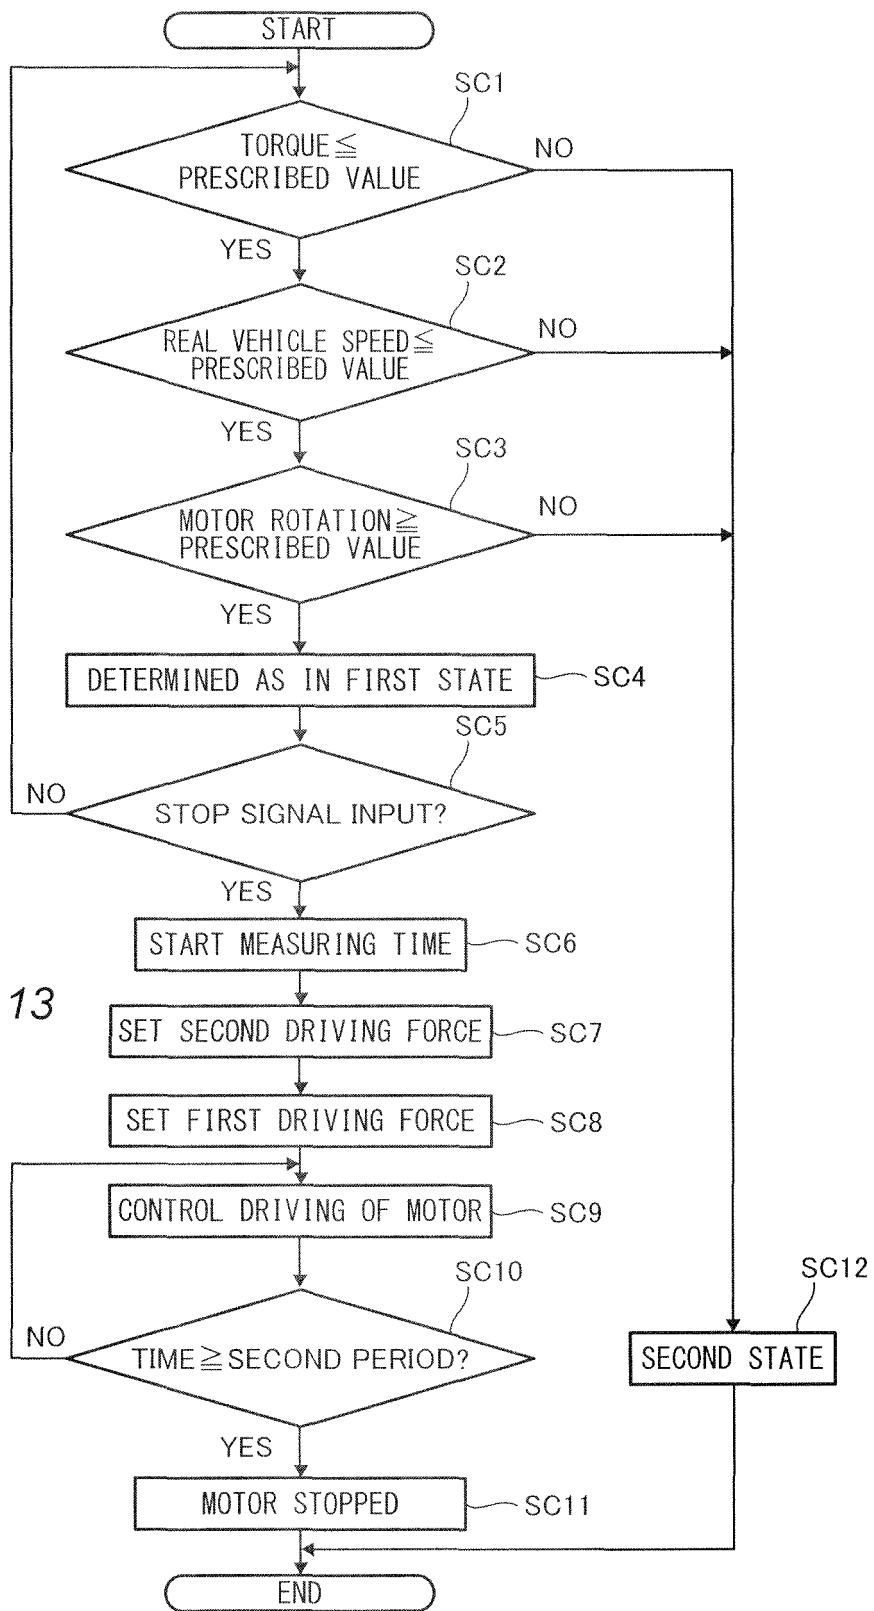 START
SC1
TORQUE≦
PRESCRIBED VALUE
NO
YES
SC2
REAL VEHICLE SPEED≦
PRESCRIBED VALUE
NO
YES
SC3
MOTOR ROTATION≧
PRESCRIBED VALUE
NO
YES
DETERMINED AS IN FIRST STATE
SC4
SC5
NO
STOP SIGNAL INPUT?
YES
START MEASURING TIME
SC6
13
SET SECOND DRIVING FORCE
SC7
SET FIRST DRIVING FORCE
SC8
CONTROL DRIVING OF MOTOR
SC9
SC10
NO
TIME≧SECOND PERIOD?
YES
SC12
SECOND STATE
MOTOR STOPPED
SC11
END